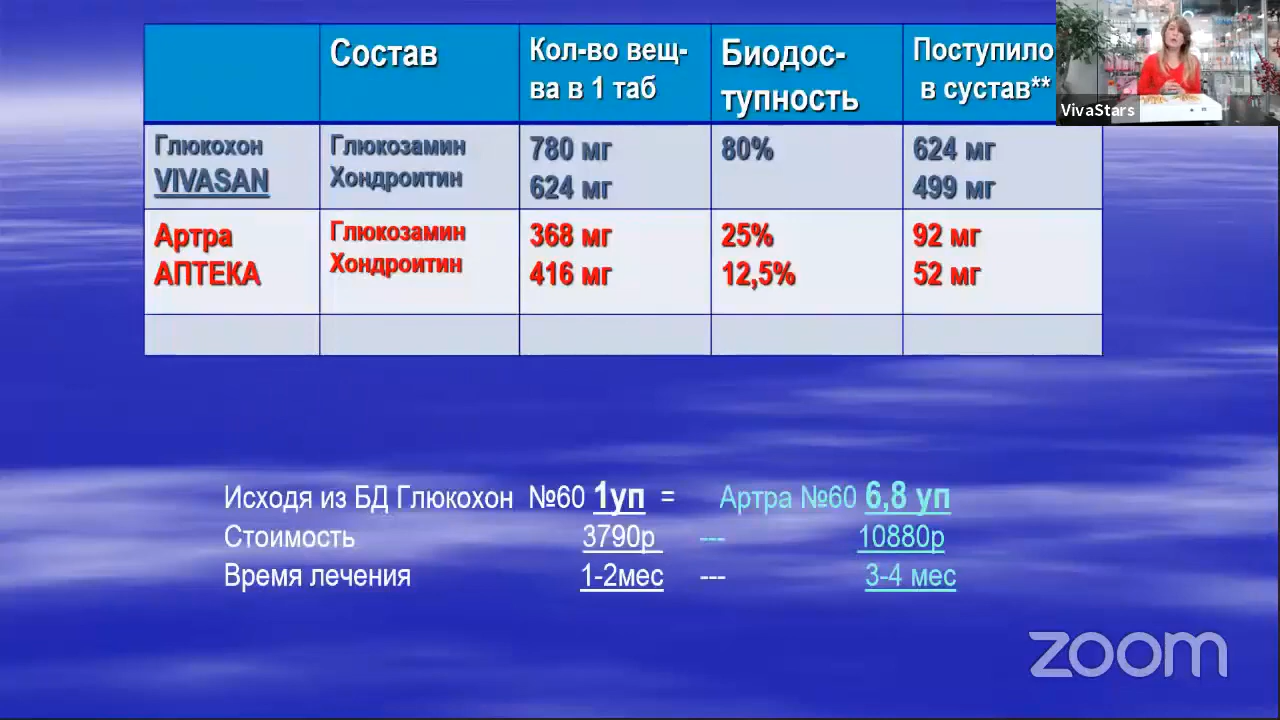 Состав
Кол-во вещ-
ва в 1 таб
Биодос-
тупность
Поступило
в сустав**
VivaStars
Глюкохон
VIVASAN
Глюкозамин
Хондроитин
780 мг
624 мг
80%
624 мг
499 мг
Артра
АПТЕКА
Глюкозамин
Хондроитин
368 мг
416 мг
25%
12,5%
92 мг
52 мг
Исходя из БД Глюкохон №60 1уп = Артра №60 6,8 уп
Стоимость 3790р --- 10880р
Время лечения 1-2мес --- 3-4 мес
zoom